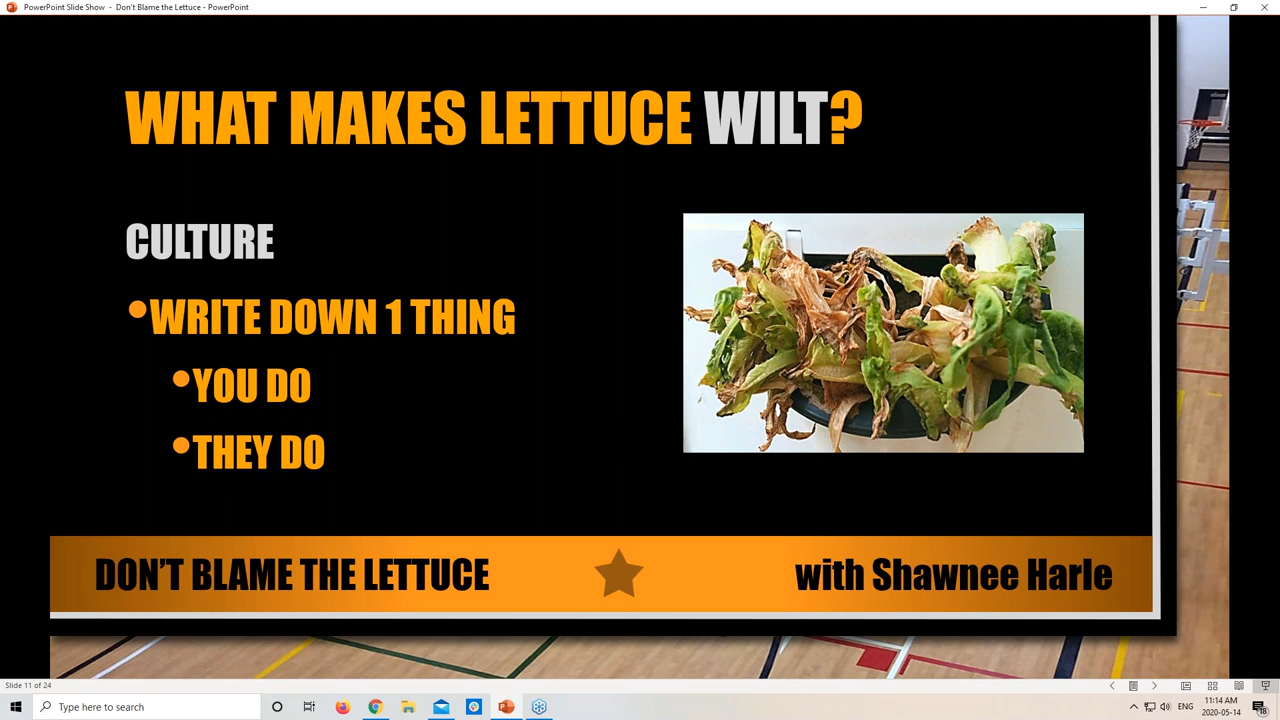 PowerPoint Slide Show - Don't Blame the Lettuce - PowerPoint
WHAT MAKES LETTUCE WILT?
CULTURE
•WRITE DOWN 1 THING
•YOU DO
•THEY DO
DON'T BLAME THE LETTUCE
with Shawnee Harle
Slide 11 of 24
Type here to search
ENG
11:14 AM
2020-05-14
18